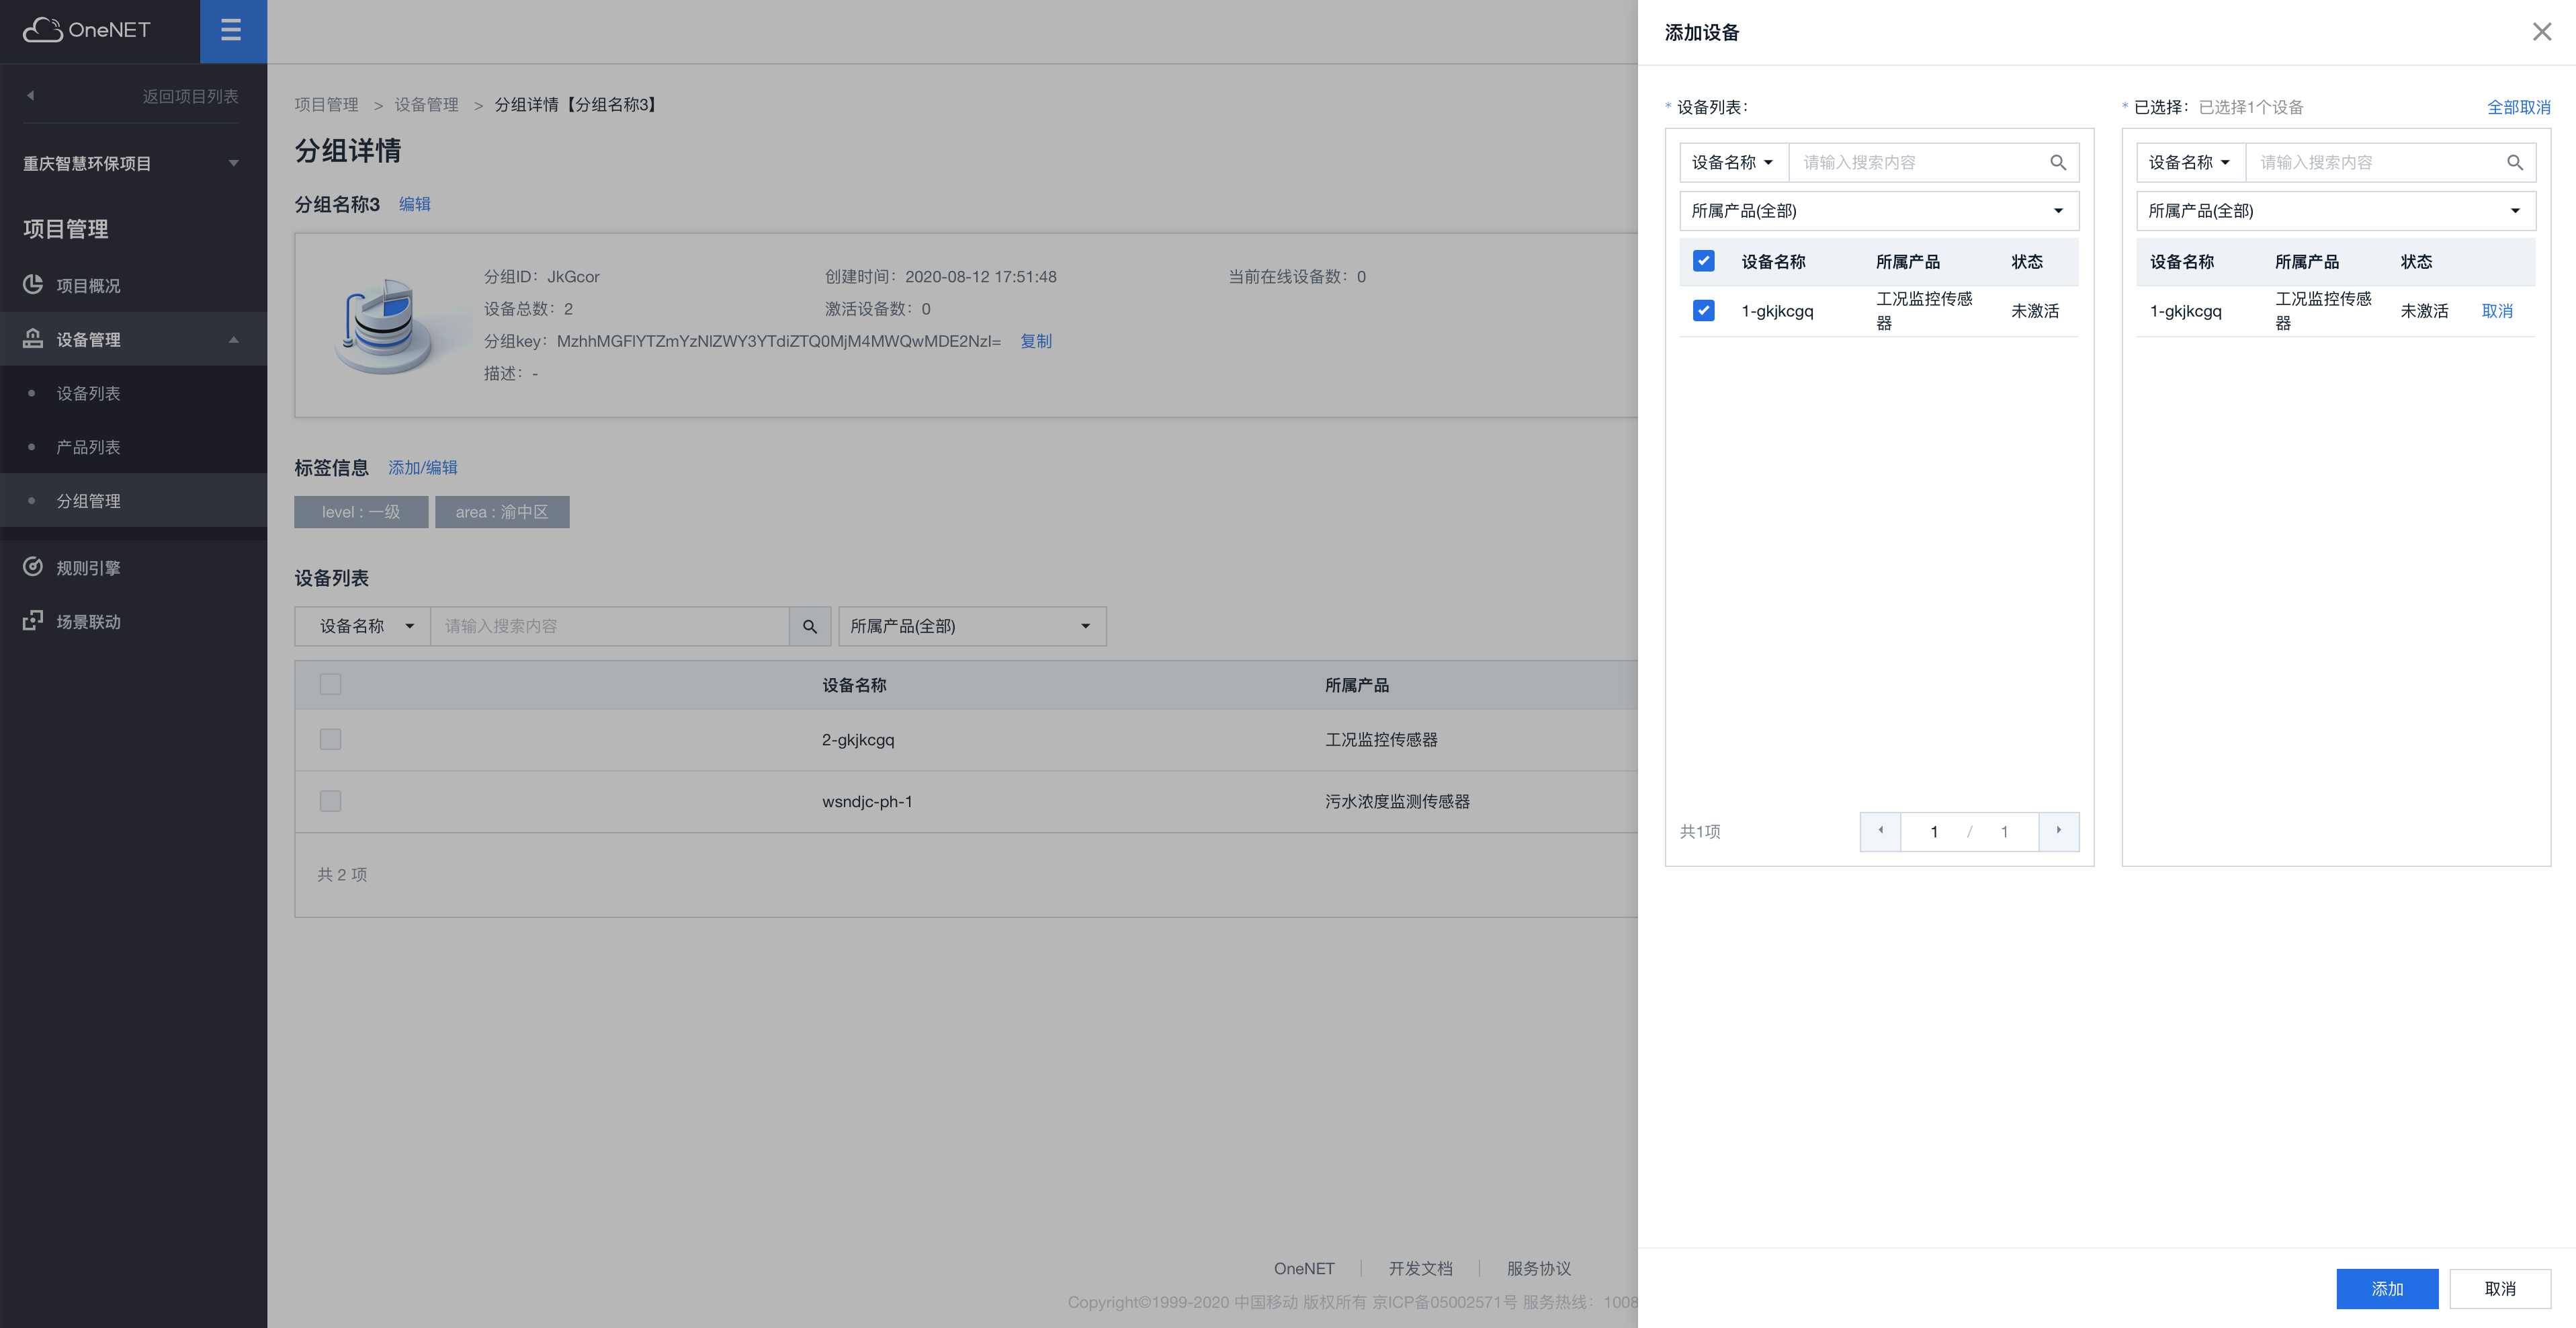 OneNET
返回项目列表
重庆智慧环保项目
项目管理
项目概况
设备管理
设备列表
产品列表
分组管理
规则引擎
场景联动
项目管理 > 设备管理 > 分组详情【分组名称3】
分组详情
分组名称3 编辑
分组ID：JkGcor 创建时间：2020-08-12 17:51:48 当前在线设备数：0
设备总数：2 激活设备数：0
分组key：MzhhMGFlYTZmYzNlZWY3YTdiZTQ0MjM4MWQwMDE2NzI= 复制
描述：-
标签信息 添加/编辑
level : 一级 area : 渝中区
设备列表
设备名称 请输入搜索内容 所属产品(全部)
设备名称 所属产品
2-gkjkcgq 工况监控传感器
wsndjc-ph-1 污水浓度监测传感器
共 2 项
OneNET 开发文档 服务协议
Copyright©1999-2020 中国移动 版权所有 京ICP备05002571号 服务热线：1008
添加设备
* 设备列表：
设备名称 请输入搜索内容
所属产品(全部)
设备名称 所属产品 状态
1-gkjkcgq 工况监控传感 未激活
器
共1项 1 / 1
* 已选择：已选择1个设备 全部取消
设备名称 请输入搜索内容
所属产品(全部)
设备名称 所属产品 状态
1-gkjkcgq 工况监控传感 未激活 取消
器
添加 取消